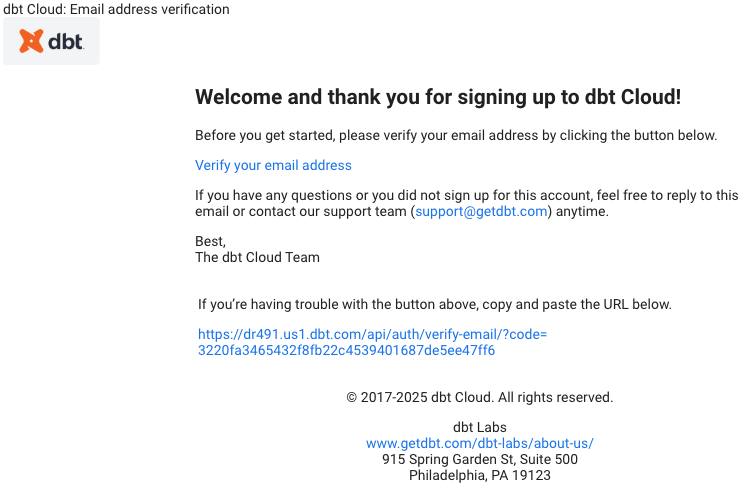 dbt Cloud: Email address verification
dbt
Welcome and thank you for signing up to dbt Cloud!
Before you get started, please verify your email address by clicking the button below.
Verify your email address
If you have any questions or you did not sign up for this account, feel free to reply to this
email or contact our support team (support@getdbt.com) anytime.
Best,
The dbt Cloud Team
If you’re having trouble with the button above, copy and paste the URL below.
https://dr491.us1.dbt.com/api/auth/verify-email/?code=
3220fa3465432f8fb22c4539401687de5ee47ff6
© 2017-2025 dbt Cloud. All rights reserved.
dbt Labs
www.getdbt.com/dbt-labs/about-us/
915 Spring Garden St, Suite 500
Philadelphia, PA 19123